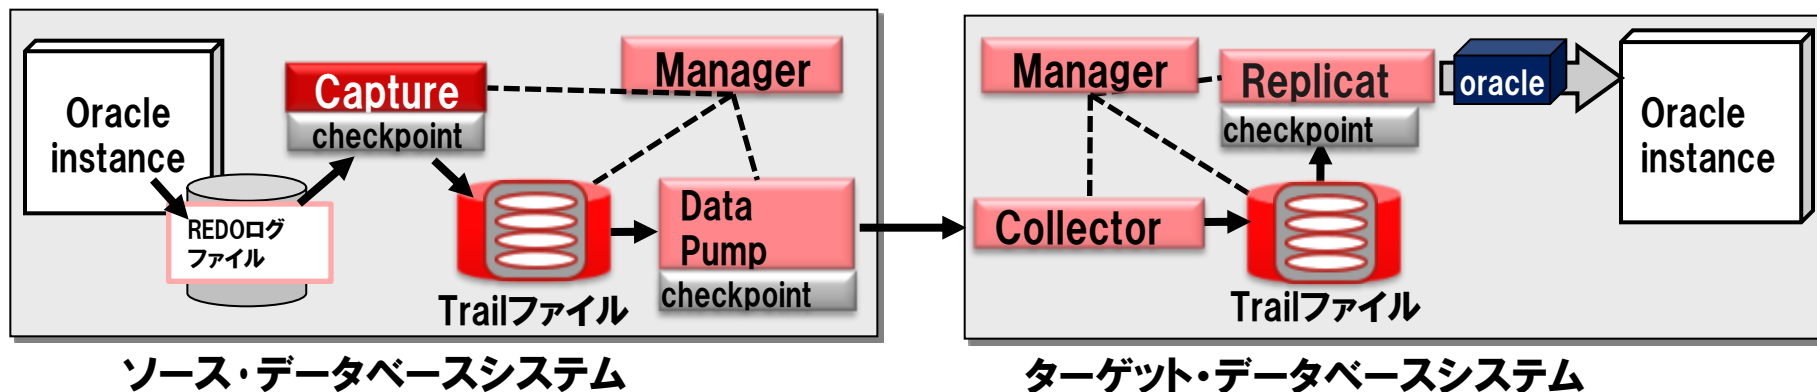 Oracle
instance
REDOログ
ファイル
Capture
checkpoint
Manager
Trailファイル
Data
Pump
checkpoint
ソース・データベースシステム
Manager
Collector
Replicat
checkpoint
Trailファイル
oracle
Oracle
instance
ターゲット・データベースシステム